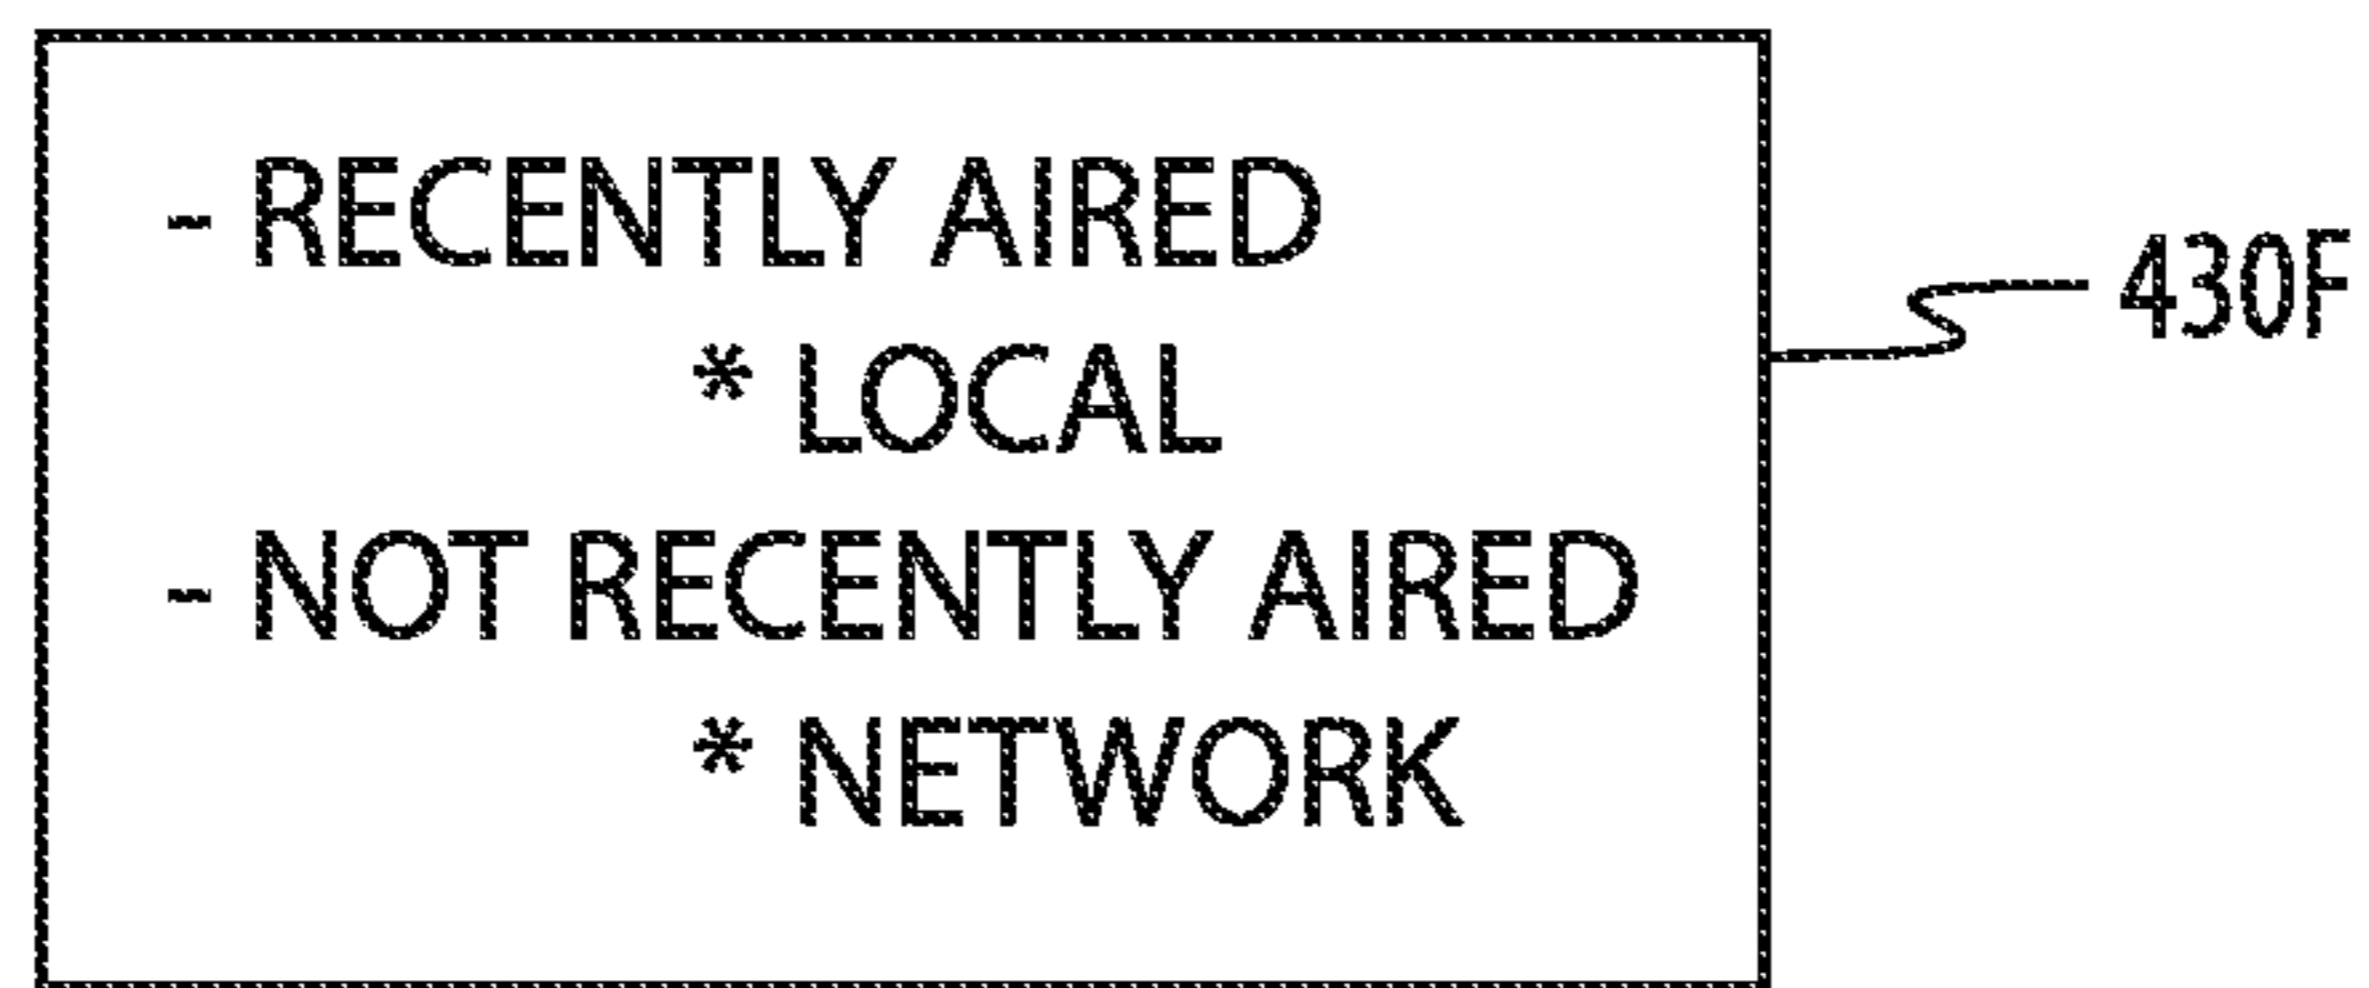 - RECENTLY AIRED
* LOCAL
- NOT RECENTLY AIRED
* NETWORK
430F